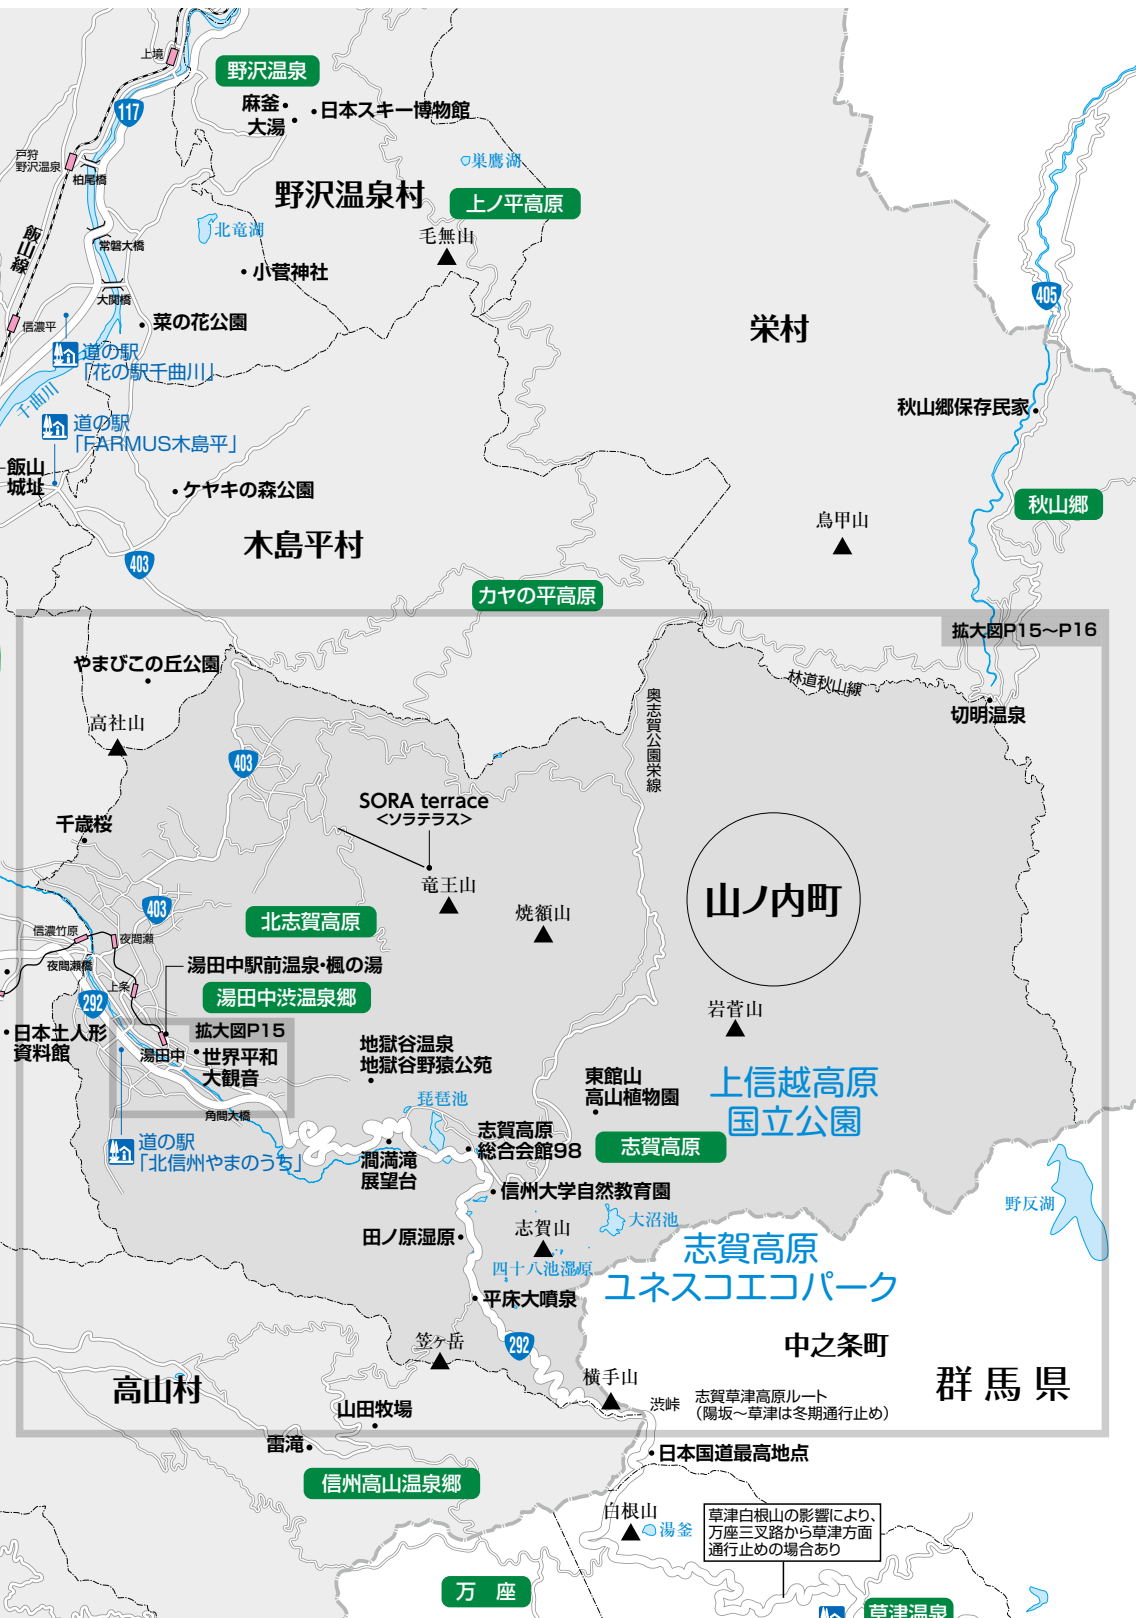 上境
野沢温泉
麻釜
大湯
日本スキー博物館
117
戸狩
野沢温泉
柏尾橋
巣鷹湖
野沢温泉村
上ノ平高原
北竜湖
毛無山
飯山線
常盤大橋
小菅神社
大関橋
405
信濃平
菜の花公園
栄村
道の駅
「花の駅千曲川」
千曲川
道の駅
「FARMUS木島平」
秋山郷保存民家
飯山
城址
ケヤキの森公園
秋山郷
鳥甲山
木島平村
403
カヤの平高原
拡大図P15〜P16
やまびこの丘公園
林道秋山線
奥志賀公園栄線
切明温泉
高社山
403
SORA terrace
<ソラテラス>
千歳桜
竜王山
山ノ内町
403
北志賀高原
焼額山
信濃竹原
夜間瀬
夜間瀬橋
湯田中駅前温泉・楓の湯
上条
292
湯田中渋温泉郷
岩菅山
日本土人形
資料館
拡大図P15
湯田中
世界平和
大観音
地獄谷温泉
地獄谷野猿公苑
東館山
高山植物園
上信越高原
国立公園
琵琶池
角間大橋
志賀高原
総合会館98
志賀高原
道の駅
「北信州やまのうち」
澗満滝
展望台
信州大学自然教育園
野反湖
大沼池
志賀山
田ノ原湿原
志賀高原
ユネスコエコパーク
四十八池湿原
平床大噴泉
292
笠ヶ岳
中之条町
群馬県
横手山
高山村
渋峠
志賀草津高原ルート
（陽坂〜草津は冬期通行止め）
山田牧場
雷滝
日本国道最高地点
信州高山温泉郷
白根山
湯釜
草津白根山の影響により、
万座三叉路から草津方面
通行止めの場合あり
万座
草津温泉